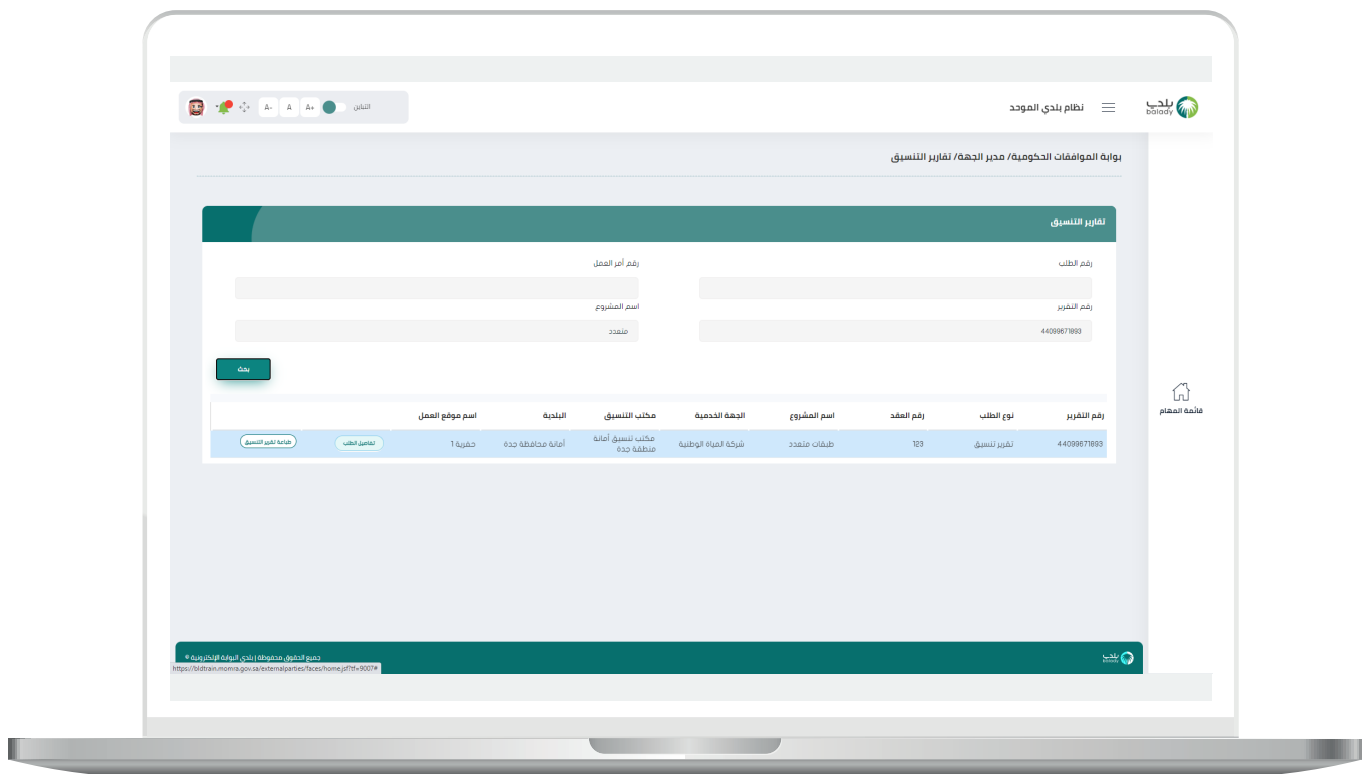 بلدي
balady
نظام بلدي الموحد
التباين
A+
A
A-
بوابة الموافقات الحكومية/ مدير الجهة/ تقارير التنسيق
تقارير التنسيق
رقم الطلب
رقم أمر العمل
رقم التقرير
اسم المشروع
44099671893
متعدد
بحث
قائمة المهام
رقم التقرير نوع الطلب رقم العقد اسم المشروع الجهة الخدمية مكتب التنسيق البلدية اسم موقع العمل
44099671893 تقرير تنسيق 123 طبقات متعدد شركة المياة الوطنية مكتب تنسيق أمانة منطقة جدة أمانة محافظة جدة حفرية 1 تفاصيل الطلب طباعة تقرير التنسيق
بلدي
balady
جميع الحقوق محفوظة | بلدي البوابة الإلكترونية ©
https://bldtrain.momra.gov.sa/externalparties/faces/home.jsf?tf=9007#